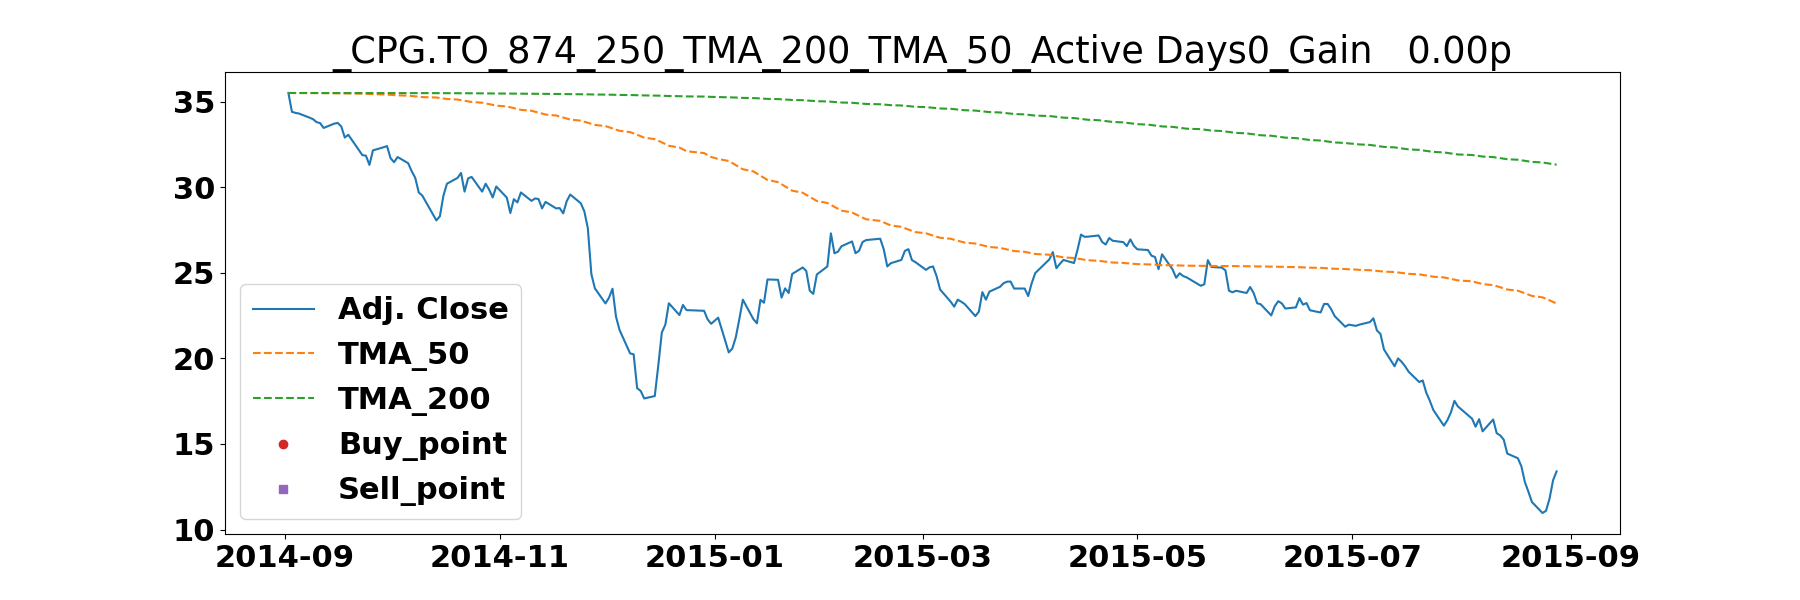 _CPG.TO_874_250_TMA_200_TMA_50_Active Days0_Gain   0.00p
35
30
25
20
15
10
Adj. Close
TMA_50
TMA_200
Buy_point
Sell_point
2014-09 2014-11 2015-01 2015-03 2015-05 2015-07 2015-09